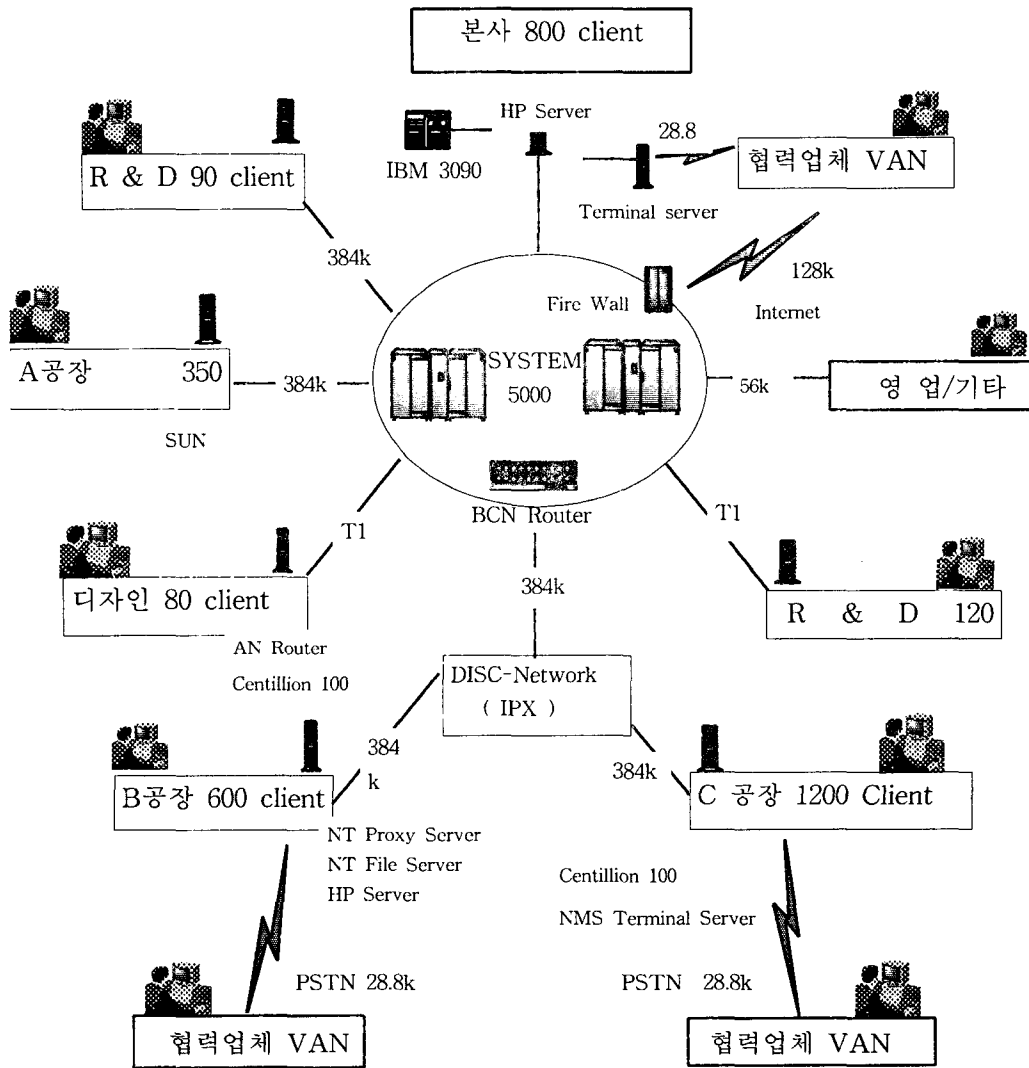 본사 800 client
HP Server
IBM 3090
28.8
협력업체 VAN
Terminal server
R & D 90 client
384k
128k
Internet
Fire Wall
A공장 350
384k
SYSTEM
5000
56k
영 업/기타
SUN
BCN Router
T1
T1
디자인 80 client
384k
R & D 120
AN Router
Centillion 100
DISC-Network
( IPX )
384
k
384k
B공장 600 client
C 공장 1200 Client
NT Proxy Server
NT File Server
HP Server
Centillion 100
NMS Terminal Server
PSTN 28.8k
PSTN 28.8k
협력업체 VAN
협력업체 VAN